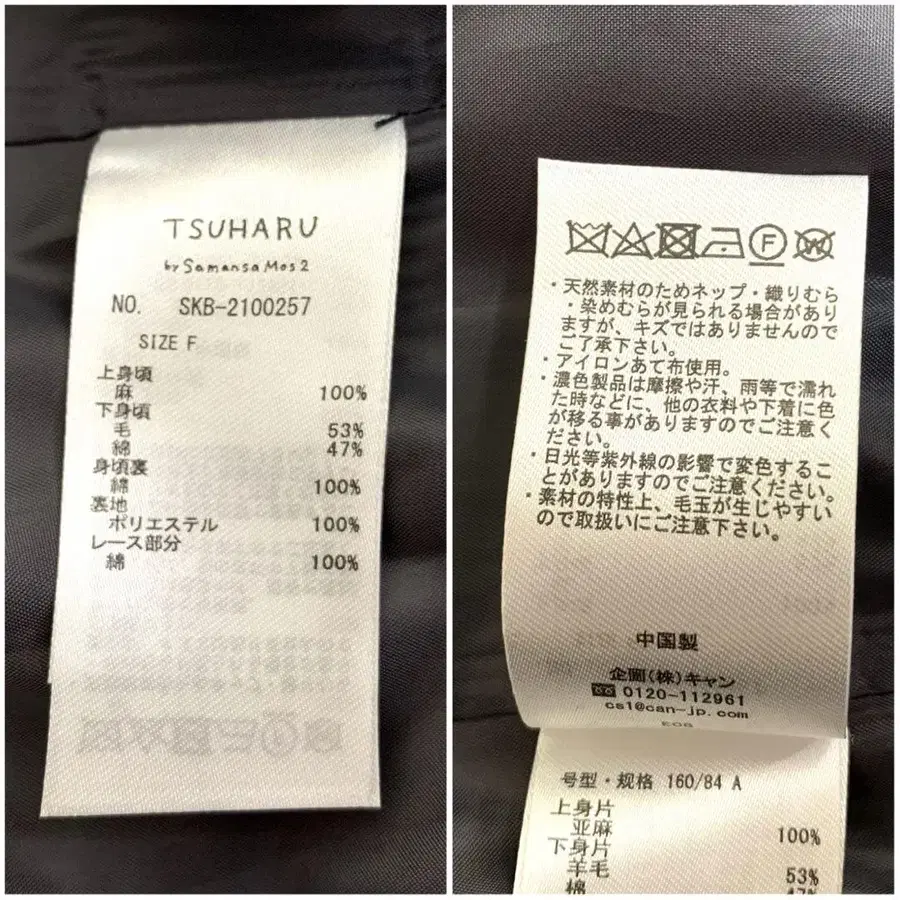 TSUHARU
by Samansa Mos2
NO. SKB-2100257
SIZE F
上身頃
麻 100%
下身頃
毛 53%
綿 47%
身頃裏
綿 100%
裏地
ポリエステル 100%
レース部分
綿 100%
F W
・天然素材のためネップ・織りむら
・染めむらが見られる場合があり
ますが、キズではありませんので
ご了承下さい。
・アイロンあて布使用。
・濃色製品は摩擦や汗、雨等で濡れ
た時などに、他の衣料や下着に色
が移る事がありますのでご注意く
ださい。
・日光等紫外線の影響で変色するこ
とがありますのでご注意ください。
・素材の特性上、毛玉が生じやすい
ので取扱いにご注意下さい。
中国製
企画(株)キャン
0120-112961
cs1@can-jp.com
号型・规格 160/84 A
上身片
亚麻 100%
下身片
羊毛 53%
棉 47%